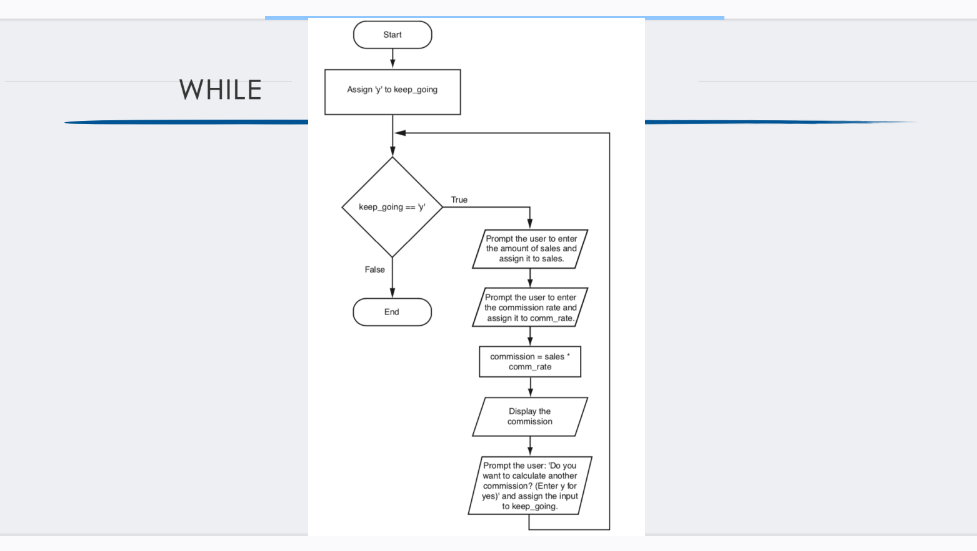 WHILE
Start
Assign 'y' to keep_going
keep_going == 'y'
True
False
End
Prompt the user to enter
the amount of sales and
assign it to sales.
Prompt the user to enter
the commission rate and
assign it to comm_rate.
commission = sales *
comm_rate
Display the
commission
Prompt the user: 'Do you
want to calculate another
commission? (Enter y for
yes)' and assign the input
to keep_going.